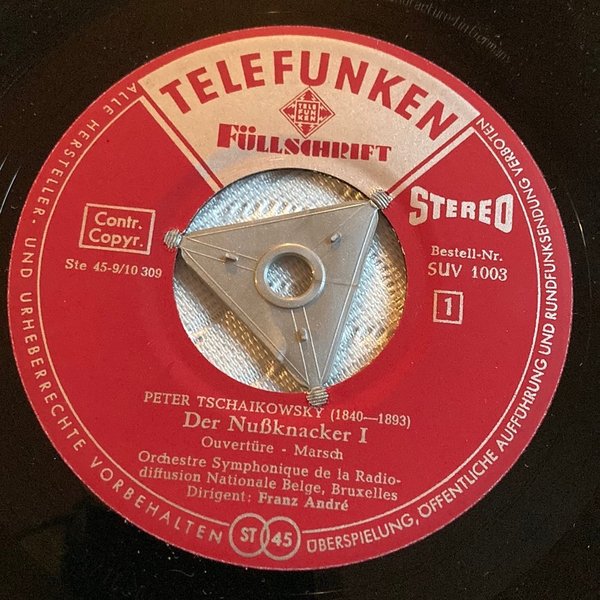 TELEFUNKEN
TELE
FUN
KEN
FÜLLSCHRIFT
STEREO
Contr.
Copyr.
Ste 45-9/10 309
Bestell-Nr.
SUV 1003
1
PETER TSCHAIKOWSKY (1840—1893)
Der Nußknacker I
Ouvertüre - Marsch
Orchestre Symphonique de la Radio-
diffusion Nationale Belge, Bruxelles
Dirigent: Franz André
ALLE HERSTELLER- UND URHEBERRECHTE VORBEHALTEN
ST 45
ÜBERSPIELUNG, ÖFFENTLICHE AUFFÜHRUNG UND RUNDFUNKSENDUNG VERBOTEN